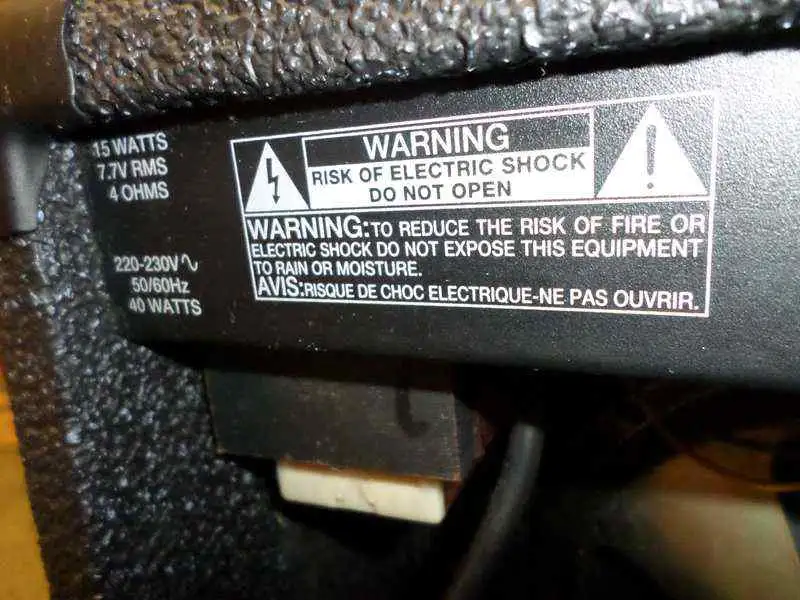 15 WATTS
7.7V RMS
4 OHMS
220-230V∿
50/60Hz
40 WATTS
WARNING
RISK OF ELECTRIC SHOCK
DO NOT OPEN
WARNING: TO REDUCE THE RISK OF FIRE OR
ELECTRIC SHOCK DO NOT EXPOSE THIS EQUIPMENT
TO RAIN OR MOISTURE.
AVIS: RISQUE DE CHOC ELECTRIQUE-NE PAS OUVRIR.